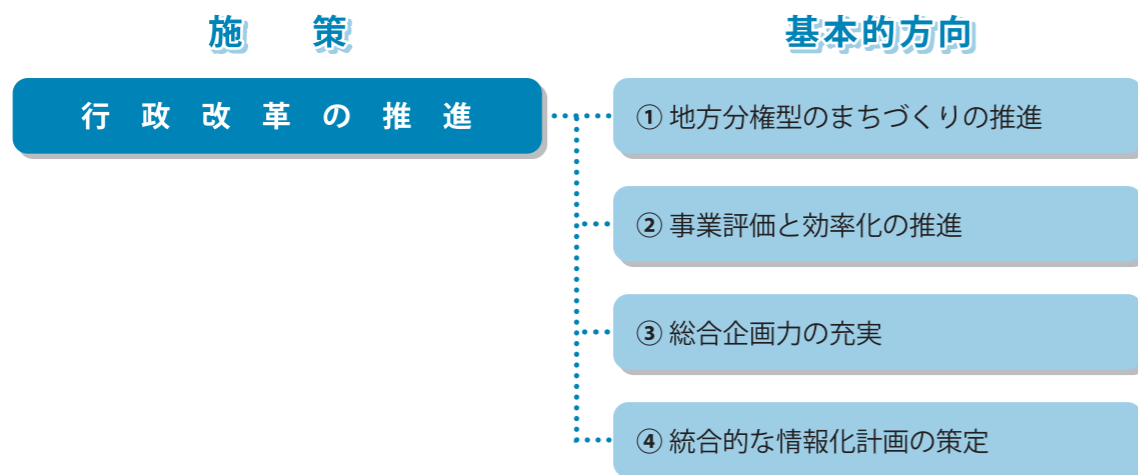 施策
基本的方向
行政改革の推進
① 地方分権型のまちづくりの推進
② 事業評価と効率化の推進
③ 総合企画力の充実
④ 統合的な情報化計画の策定